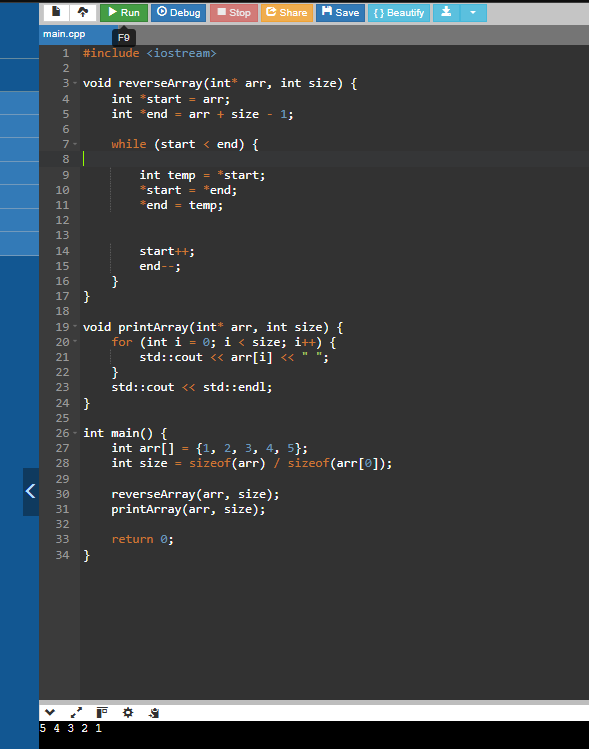 Run Debug Stop Share Save {} Beautify
main.cpp
F9
1 #include <iostream>
2
3 void reverseArray(int* arr, int size) {
4     int *start = arr;
5     int *end = arr + size - 1;
6
7     while (start < end) {
8
9         int temp = *start;
10         *start = *end;
11         *end = temp;
12
13
14         start++;
15         end--;
16     }
17 }
18
19 void printArray(int* arr, int size) {
20     for (int i = 0; i < size; i++) {
21         std::cout << arr[i] << " ";
22     }
23     std::cout << std::endl;
24 }
25
26 int main() {
27     int arr[] = {1, 2, 3, 4, 5};
28     int size = sizeof(arr) / sizeof(arr[0]);
29
30     reverseArray(arr, size);
31     printArray(arr, size);
32
33     return 0;
34 }
5 4 3 2 1